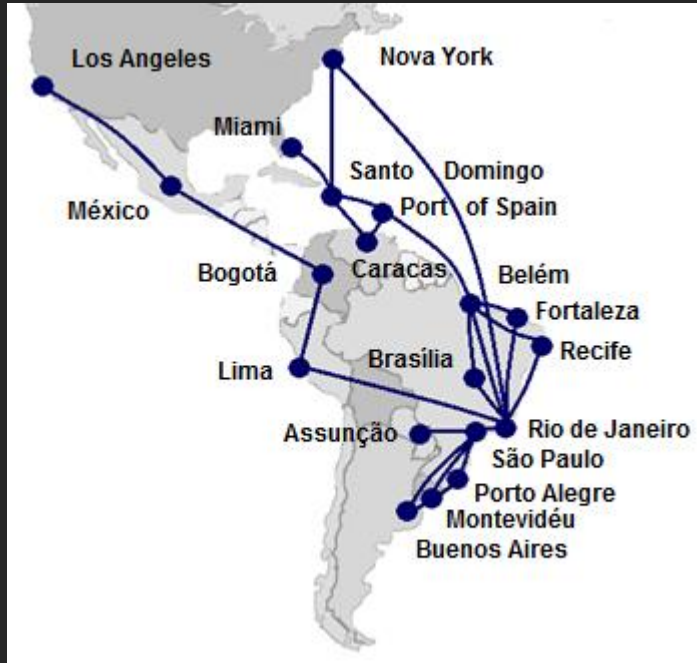 Los Angeles
Nova York
Miami
Santo Domingo
México
Port of Spain
Bogotá
Caracas
Belém
Fortaleza
Recife
Brasília
Lima
Assunção
Rio de Janeiro
São Paulo
Porto Alegre
Montevidéu
Buenos Aires